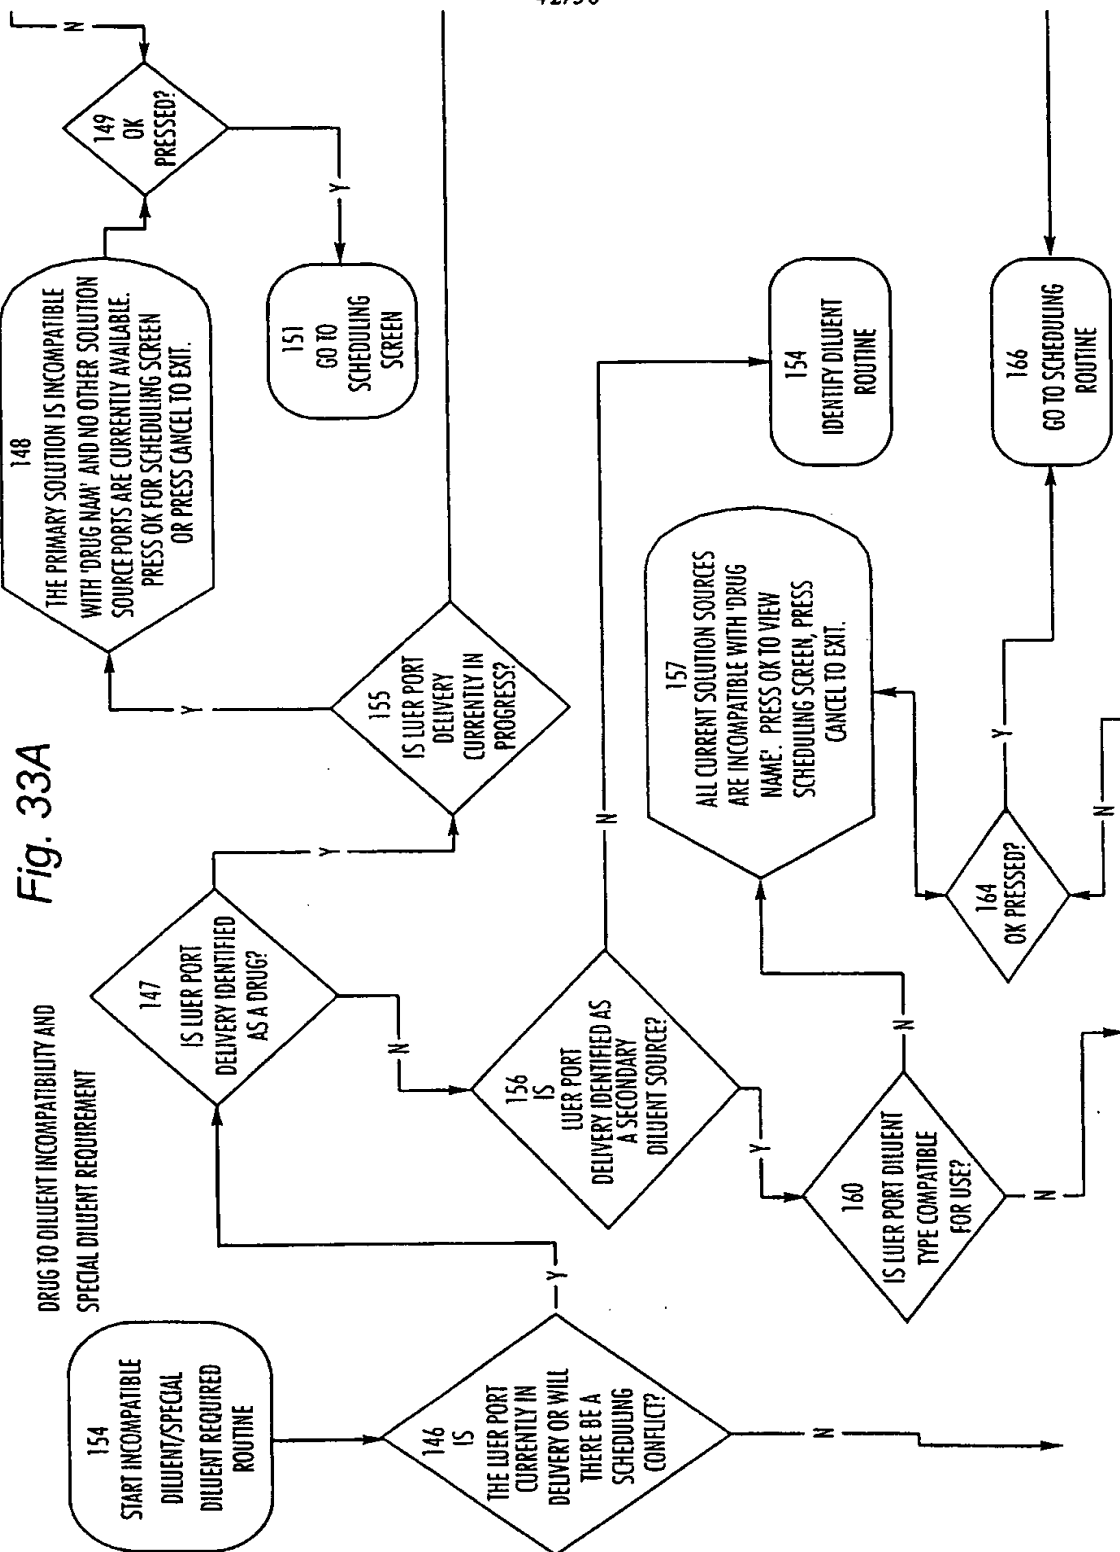 42/56
Fig. 33A
DRUG TO DILUENT INCOMPATIBILITY AND
SPECIAL DILUENT REQUIREMENT
154
START INCOMPATIBLE
DILUENT/SPECIAL
DILUENT REQUIRED
ROUTINE
146
IS
THE LUER PORT
CURRENTLY IN
DELIVERY OR WILL
THERE BE A
SCHEDULING
CONFLICT?
Y
N
147
IS LUER PORT
DELIVERY IDENTIFIED
AS A DRUG?
Y
N
155
IS LUER PORT
DELIVERY
CURRENTLY IN
PROGRESS?
Y
148
THE PRIMARY SOLUTION IS INCOMPATIBLE
WITH 'DRUG NAM' AND NO OTHER SOLUTION
SOURCE PORTS ARE CURRENTLY AVAILABLE.
PRESS OK FOR SCHEDULING SCREEN
OR PRESS CANCEL TO EXIT.
149
OK
PRESSED?
N
Y
151
GO TO
SCHEDULING
SCREEN
156
IS
LUER PORT
DELIVERY IDENTIFIED AS
A SECONDARY
DILUENT SOURCE?
N
Y
154
IDENTIFY DILUENT
ROUTINE
160
IS LUER PORT DILUENT
TYPE COMPATIBLE
FOR USE?
N
N
157
ALL CURRENT SOLUTION SOURCES
ARE INCOMPATIBLE WITH 'DRUG
NAME'. PRESS OK TO VIEW
SCHEDULING SCREEN, PRESS
CANCEL TO EXIT.
164
OK PRESSED?
Y
N
166
GO TO SCHEDULING
ROUTINE